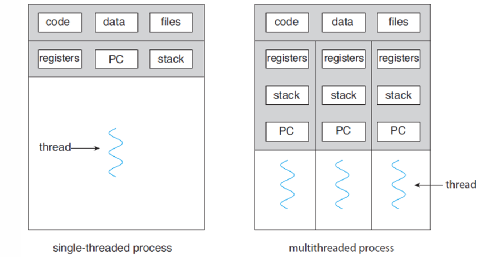 code data files
registers PC stack
thread
single-threaded process
code data files
registers registers registers
stack stack stack
PC PC PC
thread
multithreaded process